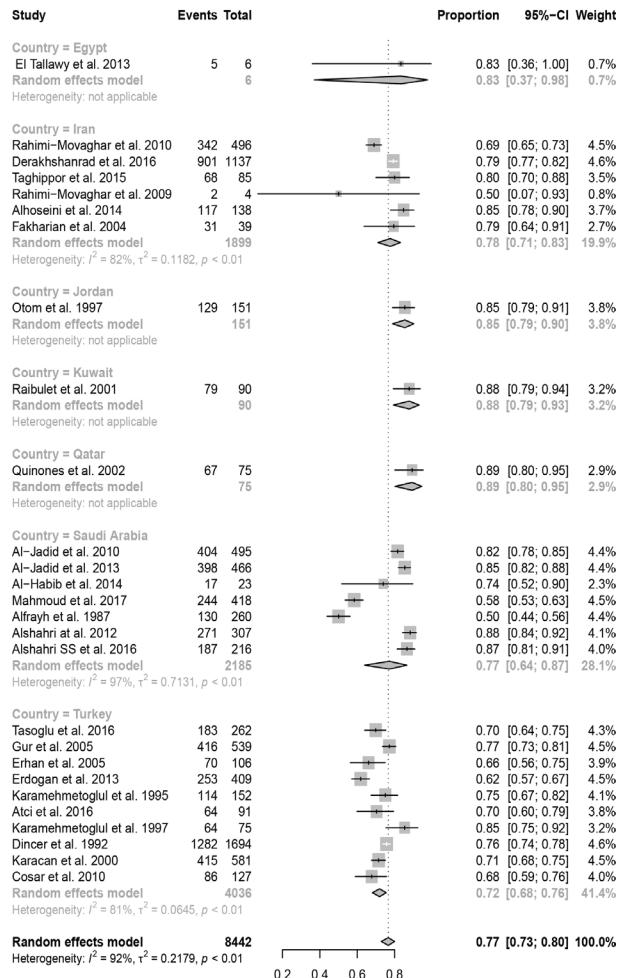 Study Events Total Proportion 95%-CI Weight
Country = Egypt
El Tallawy et al. 2013 5 6 0.83 [0.36; 1.00] 0.7%
Random effects model 6 0.83 [0.37; 0.98] 0.7%
Heterogeneity: not applicable
Country = Iran
Rahimi−Movaghar et al. 2010 342 496 0.69 [0.65; 0.73] 4.5%
Derakhshanrad et al. 2016 901 1137 0.79 [0.77; 0.82] 4.6%
Taghippor et al. 2015 68 85 0.80 [0.70; 0.88] 3.4%
Rahimi−Movaghar et al. 2009 2 4 0.50 [0.07; 0.93] 0.8%
Alhoseini et al. 2014 117 138 0.85 [0.78; 0.90] 3.7%
Fakharian et al. 2004 31 39 0.79 [0.64; 0.91] 2.8%
Random effects model 1899 0.78 [0.71; 0.83] 19.9%
Heterogeneity: I² = 82%, τ² = 0.1182, p < 0.01
Country = Jordan
Otom et al. 1997 129 151 0.85 [0.79; 0.91] 3.8%
Random effects model 151 0.85 [0.79; 0.90] 3.8%
Heterogeneity: not applicable
Country = Kuwait
Raibulet et al. 2001 79 90 0.88 [0.79; 0.94] 3.2%
Random effects model 90 0.88 [0.79; 0.93] 3.2%
Heterogeneity: not applicable
Country = Qatar
Quinones et al. 2002 67 75 0.89 [0.80; 0.95] 2.9%
Random effects model 75 0.89 [0.80; 0.95] 2.9%
Heterogeneity: not applicable
Country = Saudi Arabia
Al−Jadid et al. 2010 404 495 0.82 [0.78; 0.85] 4.4%
Al−Jadid et al. 2013 398 466 0.85 [0.82; 0.88] 4.4%
Al−Habib et al. 2014 17 23 0.74 [0.52; 0.90] 2.3%
Mahmoud et al. 2017 244 418 0.58 [0.53; 0.63] 4.5%
Alfrayh et al. 1987 130 260 0.50 [0.44; 0.56] 4.4%
Alshahri at al. 2012 271 307 0.88 [0.84; 0.92] 4.1%
Alshahri SS et al. 2016 187 216 0.87 [0.81; 0.91] 4.0%
Random effects model 2185 0.77 [0.64; 0.87] 28.1%
Heterogeneity: I² = 97%, τ² = 0.7131, p < 0.01
Country = Turkey
Tasoglu et al. 2016 183 262 0.70 [0.64; 0.75] 4.3%
Gur et al. 2005 416 539 0.77 [0.73; 0.81] 4.5%
Erhan et al. 2005 70 106 0.66 [0.56; 0.75] 3.9%
Erdogan et al. 2013 253 409 0.62 [0.57; 0.67] 4.5%
Karamehmetoglul et al. 1995 114 152 0.75 [0.67; 0.82] 4.1%
Atci et al. 2016 64 91 0.70 [0.60; 0.79] 3.7%
Karamehmetoglul et al. 1997 64 75 0.85 [0.75; 0.92] 3.2%
Dincer et al. 1992 1282 1694 0.76 [0.74; 0.78] 4.6%
Karacan et al. 2000 415 581 0.71 [0.68; 0.75] 4.5%
Cosar et al. 2010 86 127 0.68 [0.59; 0.76] 4.0%
Random effects model 4036 0.72 [0.68; 0.76] 41.4%
Heterogeneity: I² = 81%, τ² = 0.0645, p < 0.01
Random effects model 8442 0.77 [0.73; 0.80] 100.0%
Heterogeneity: I² = 92%, τ² = 0.2179, p < 0.01
0.2 0.4 0.6 0.8